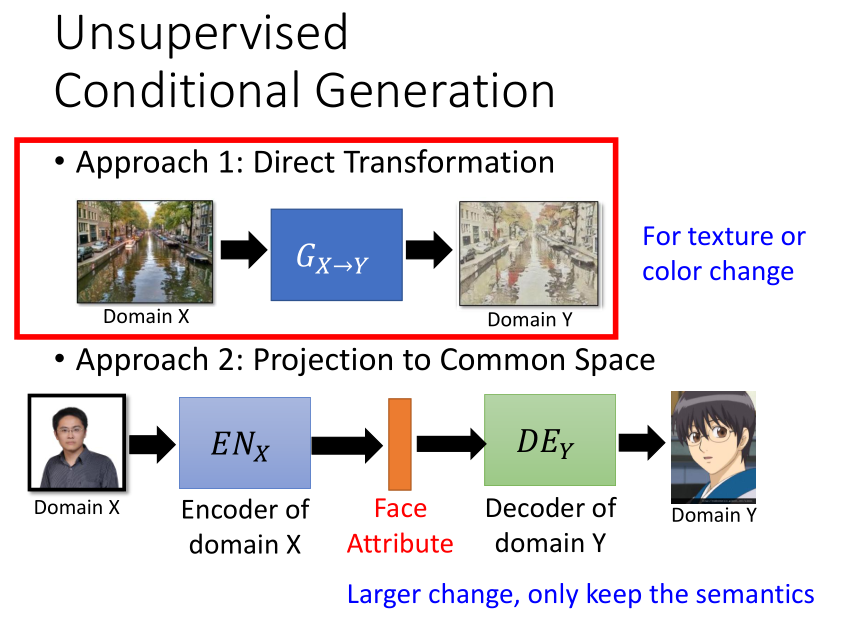 Unsupervised
Conditional Generation
• Approach 1: Direct Transformation
G_{X→Y}
For texture or
color change
Domain X
Domain Y
• Approach 2: Projection to Common Space
EN_X
DE_Y
Domain X
Encoder of
domain X
Face
Attribute
Decoder of
domain Y
Domain Y
Larger change, only keep the semantics